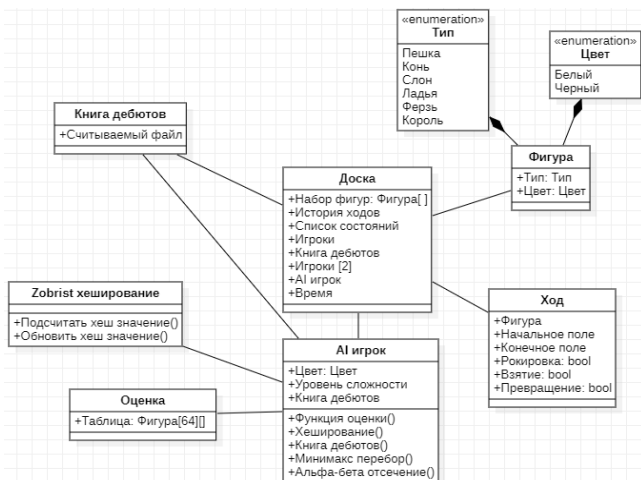 «enumeration»
Тип
Пешка
Конь
Слон
Ладья
Ферзь
Король
«enumeration»
Цвет
Белый
Черный
Книга дебютов
+Считываемый файл
Фигура
+Тип: Тип
+Цвет: Цвет
Доска
+Набор фигур: Фигура[ ]
+История ходов
+Список состояний
+Игроки
+Книга дебютов
+Игроки [2]
+AI игрок
+Время
Zobrist хеширование
+Подсчитать хеш значение()
+Обновить хеш значение()
Ход
+Фигура
+Начальное поле
+Конечное поле
+Рокировка: bool
+Взятие: bool
+Превращение: bool
AI игрок
+Цвет: Цвет
+Уровень сложности
+Книга дебютов
+Функция оценки()
+Хеширование()
+Книга дебютов()
+Минимакс перебор()
+Альфа-бета отсечение()
Оценка
+Таблица: Фигура[64][]